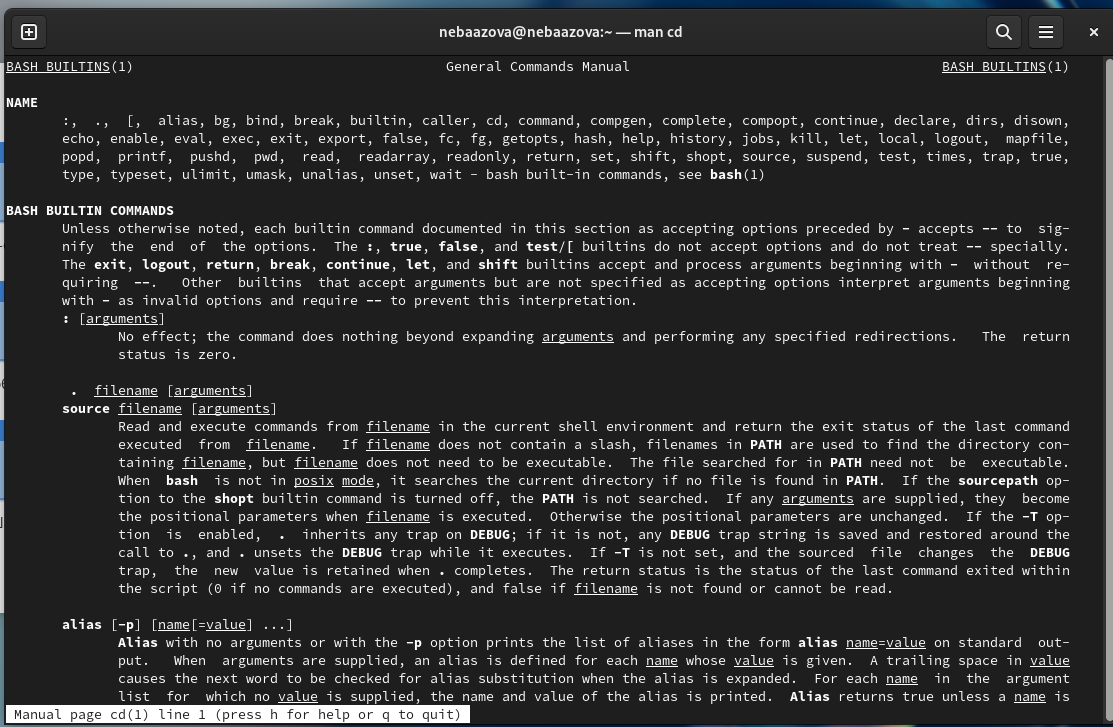 nebaazova@nebaazova:~ — man cd
BASH_BUILTINS(1) General Commands Manual BASH_BUILTINS(1)
NAME
:, ., [, alias, bg, bind, break, builtin, caller, cd, command, compgen, complete, compopt, continue, declare, dirs, disown,
echo, enable, eval, exec, exit, export, false, fc, fg, getopts, hash, help, history, jobs, kill, let, local, logout, mapfile,
popd, printf, pushd, pwd, read, readarray, readonly, return, set, shift, shopt, source, suspend, test, times, trap, true,
type, typeset, ulimit, umask, unalias, unset, wait - bash built-in commands, see bash(1)
BASH BUILTIN COMMANDS
Unless otherwise noted, each builtin command documented in this section as accepting options preceded by - accepts -- to sig-
nify the end of the options. The :, true, false, and test/[ builtins do not accept options and do not treat -- specially.
The exit, logout, return, break, continue, let, and shift builtins accept and process arguments beginning with - without re-
quiring --. Other builtins that accept arguments but are not specified as accepting options interpret arguments beginning
with - as invalid options and require -- to prevent this interpretation.
: [arguments]
No effect; the command does nothing beyond expanding arguments and performing any specified redirections. The return
status is zero.
. filename [arguments]
source filename [arguments]
Read and execute commands from filename in the current shell environment and return the exit status of the last command
executed from filename. If filename does not contain a slash, filenames in PATH are used to find the directory con-
taining filename, but filename does not need to be executable. The file searched for in PATH need not be executable.
When bash is not in posix mode, it searches the current directory if no file is found in PATH. If the sourcepath op-
tion to the shopt builtin command is turned off, the PATH is not searched. If any arguments are supplied, they become
the positional parameters when filename is executed. Otherwise the positional parameters are unchanged. If the -T op-
tion is enabled, . inherits any trap on DEBUG; if it is not, any DEBUG trap string is saved and restored around the
call to ., and . unsets the DEBUG trap while it executes. If -T is not set, and the sourced file changes the DEBUG
trap, the new value is retained when . completes. The return status is the status of the last command exited within
the script (0 if no commands are executed), and false if filename is not found or cannot be read.
alias [-p] [name[=value] ...]
Alias with no arguments or with the -p option prints the list of aliases in the form alias name=value on standard out-
put. When arguments are supplied, an alias is defined for each name whose value is given. A trailing space in value
causes the next word to be checked for alias substitution when the alias is expanded. For each name in the argument
list for which no value is supplied, the name and value of the alias is printed. Alias returns true unless a name is
Manual page cd(1) line 1 (press h for help or q to quit)